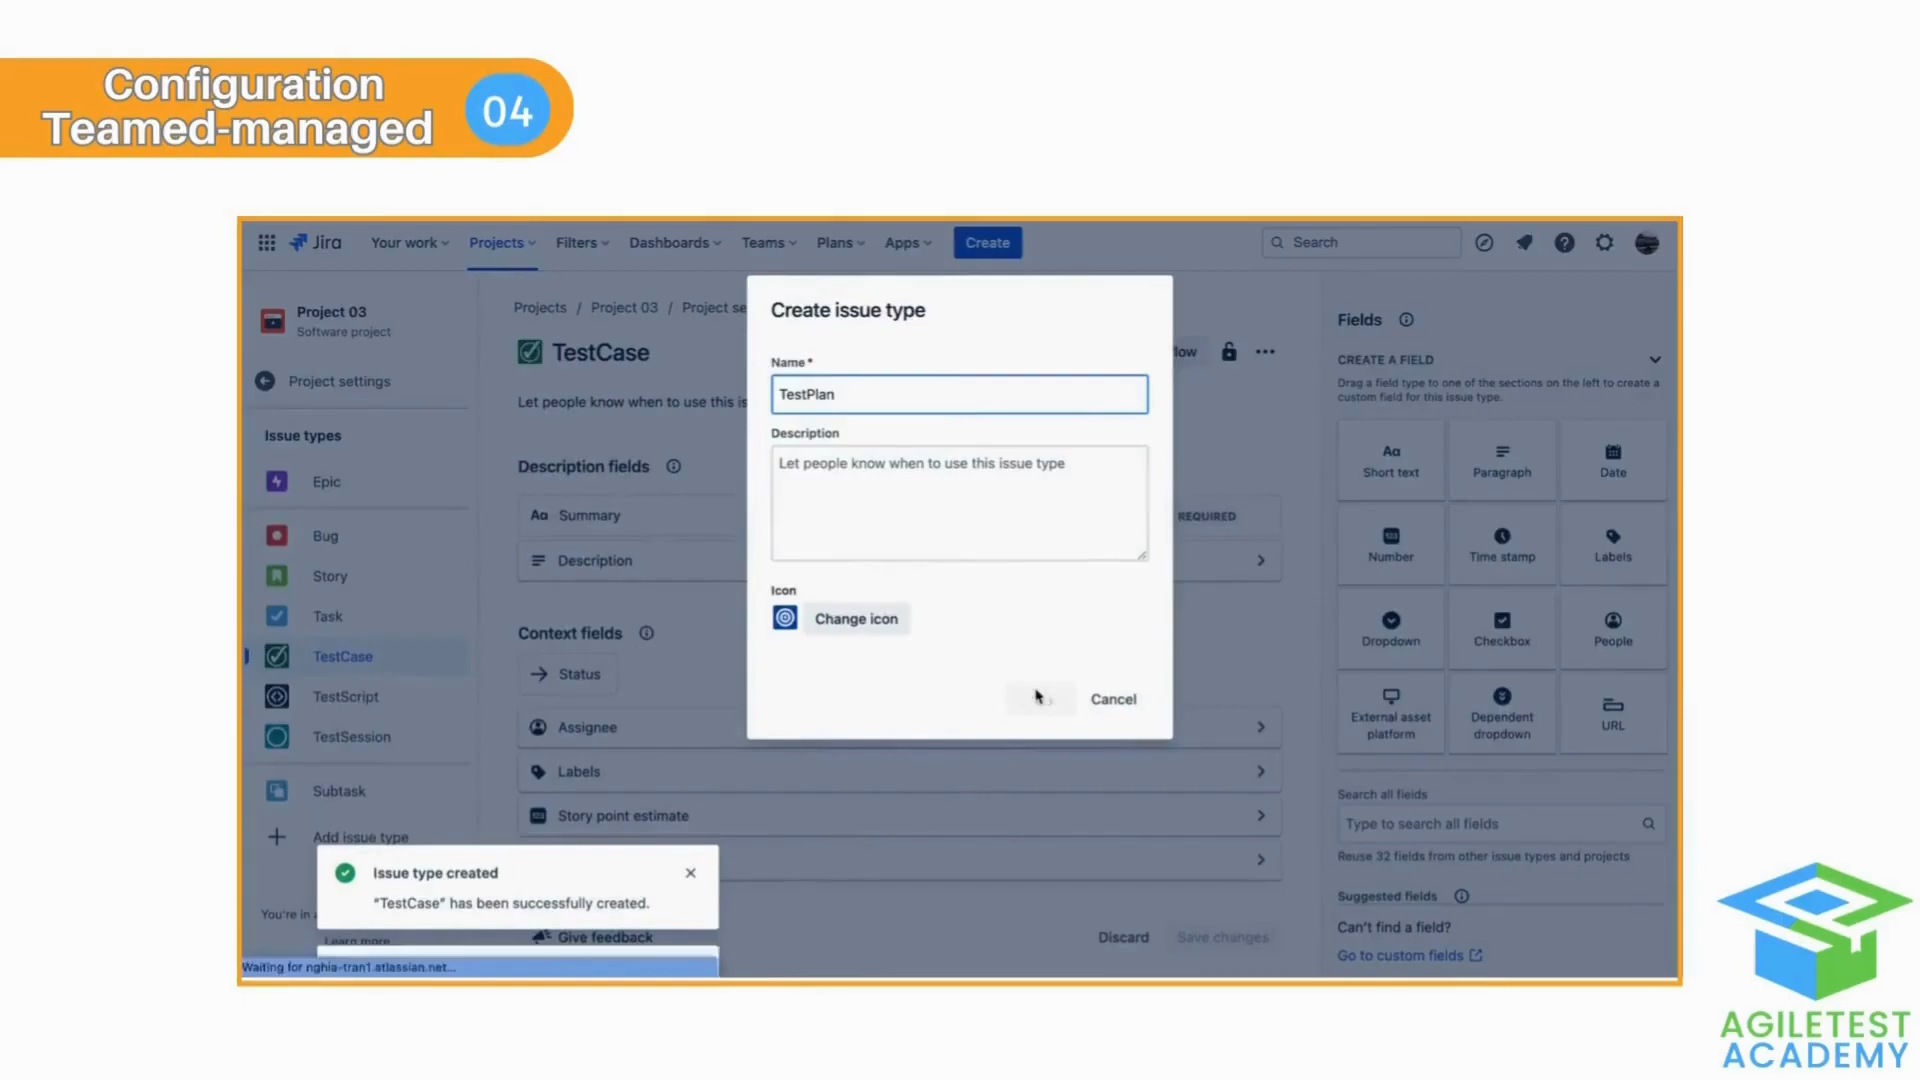 Configuration
Teamed-managed
04
Jira
Your work
Projects
Filters
Dashboards
Teams
Plans
Apps
Create
Search
Project 03
Software project
Project settings
Issue types
Epic
Bug
Story
Task
TestCase
TestScript
TestSession
Subtask
Add issue type
You're in a
Learn more
Projects / Project 03 / Project se
TestCase
low
Let people know when to use this is
Description fields
Aa Summary
REQUIRED
Description
Context fields
Status
Assignee
Labels
Story point estimate
Give feedback
Discard
Save changes
Create issue type
Name *
TestPlan
Description
Let people know when to use this issue type
Icon
Change icon
Cancel
Issue type created
"TestCase" has been successfully created.
Waiting for nghia-tran1.atlassian.net...
Fields
CREATE A FIELD
Drag a field type to one of the sections on the left to create a
custom field for this issue type.
Aa
Short text
Paragraph
Date
123
Number
Time stamp
Labels
Dropdown
Checkbox
People
External asset
platform
Dependent
dropdown
URL
Search all fields
Type to search all fields
Reuse 32 fields from other issue types and projects
Suggested fields
Can't find a field?
Go to custom fields
AGILETEST
ACADEMY